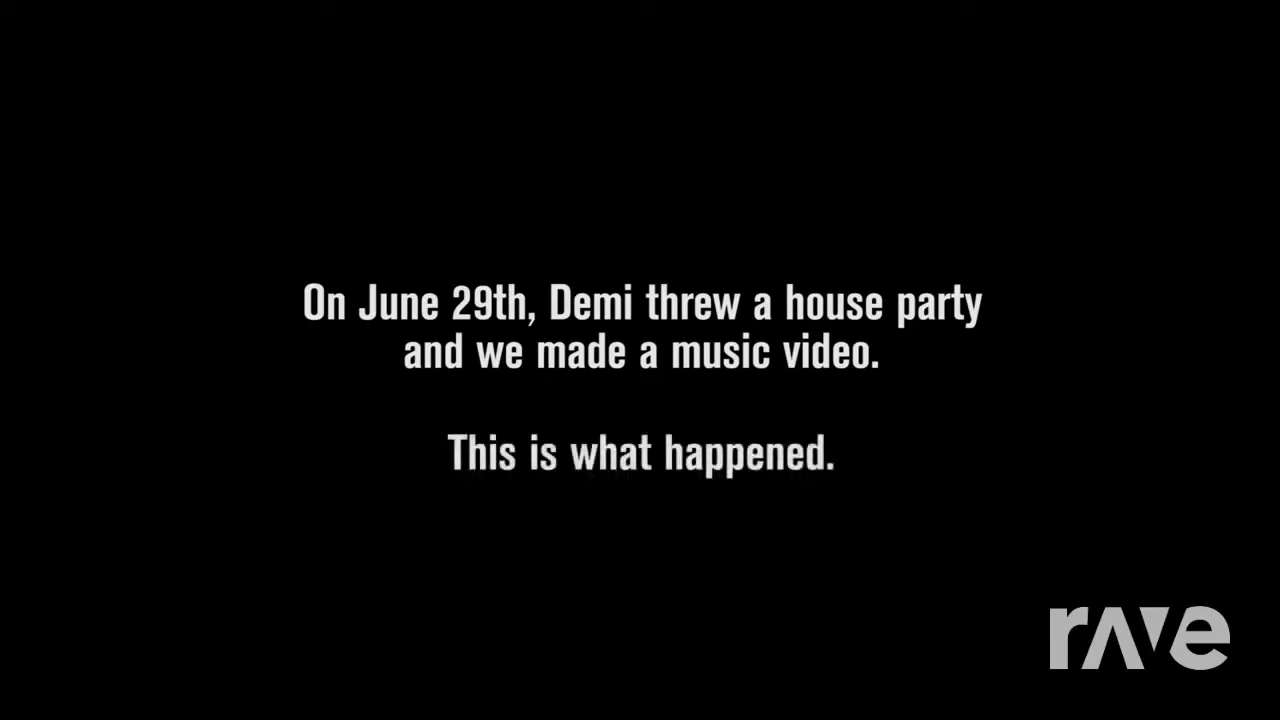 On June 29th, Demi threw a house party
and we made a music video.
This is what happened.
rave